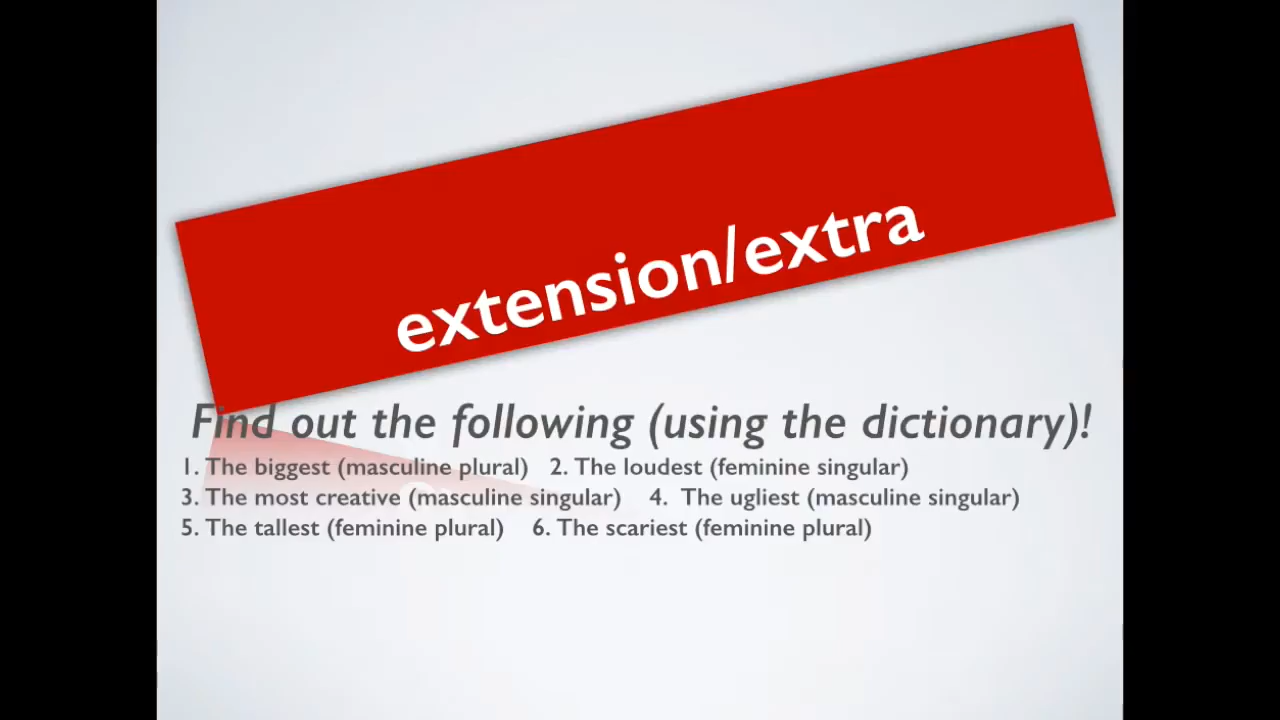 extension/extra
Find out the following (using the dictionary)!
1. The biggest (masculine plural) 2. The loudest (feminine singular)
3. The most creative (masculine singular) 4. The ugliest (masculine singular)
5. The tallest (feminine plural) 6. The scariest (feminine plural)